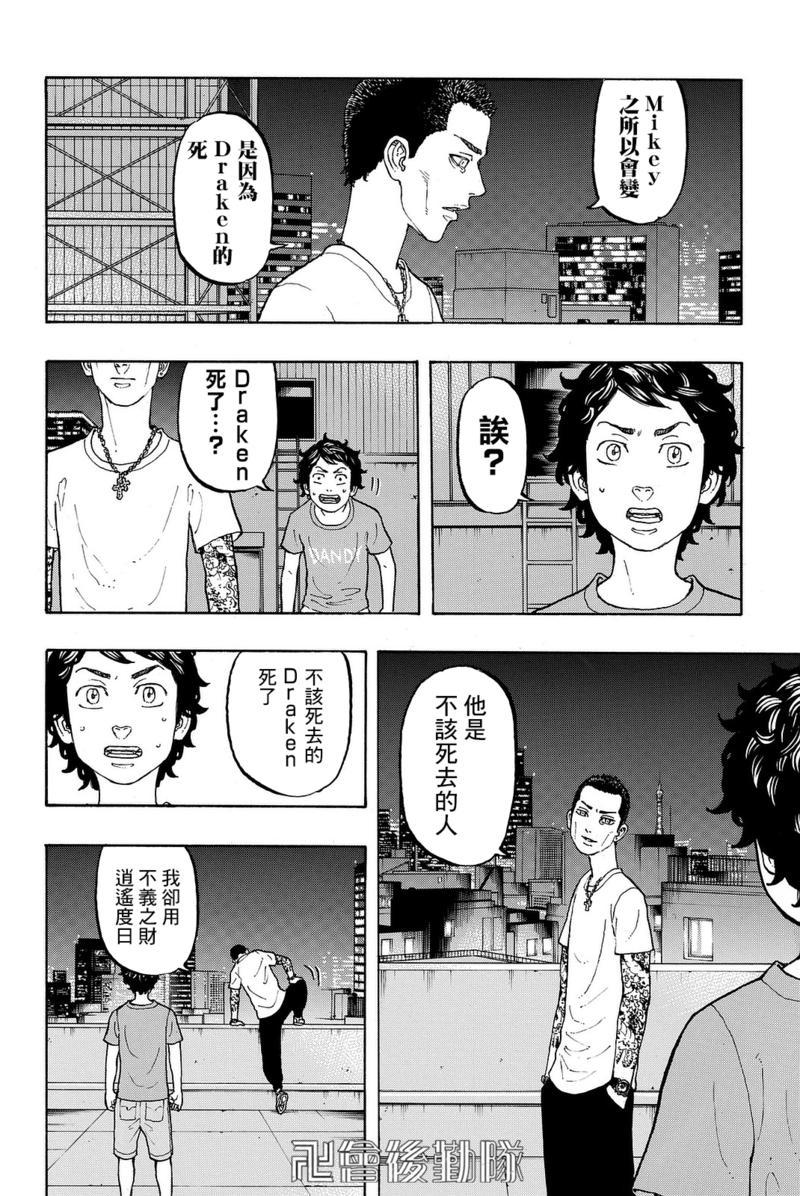 Mikey
之所以會變
是因為
Draken的
死
誒？
Draken
死了…？
DANDY
他是
不該死去的人
不該死去的
Draken
死了
我卻用
不義之財
逍遙度日
卍會後勤隊